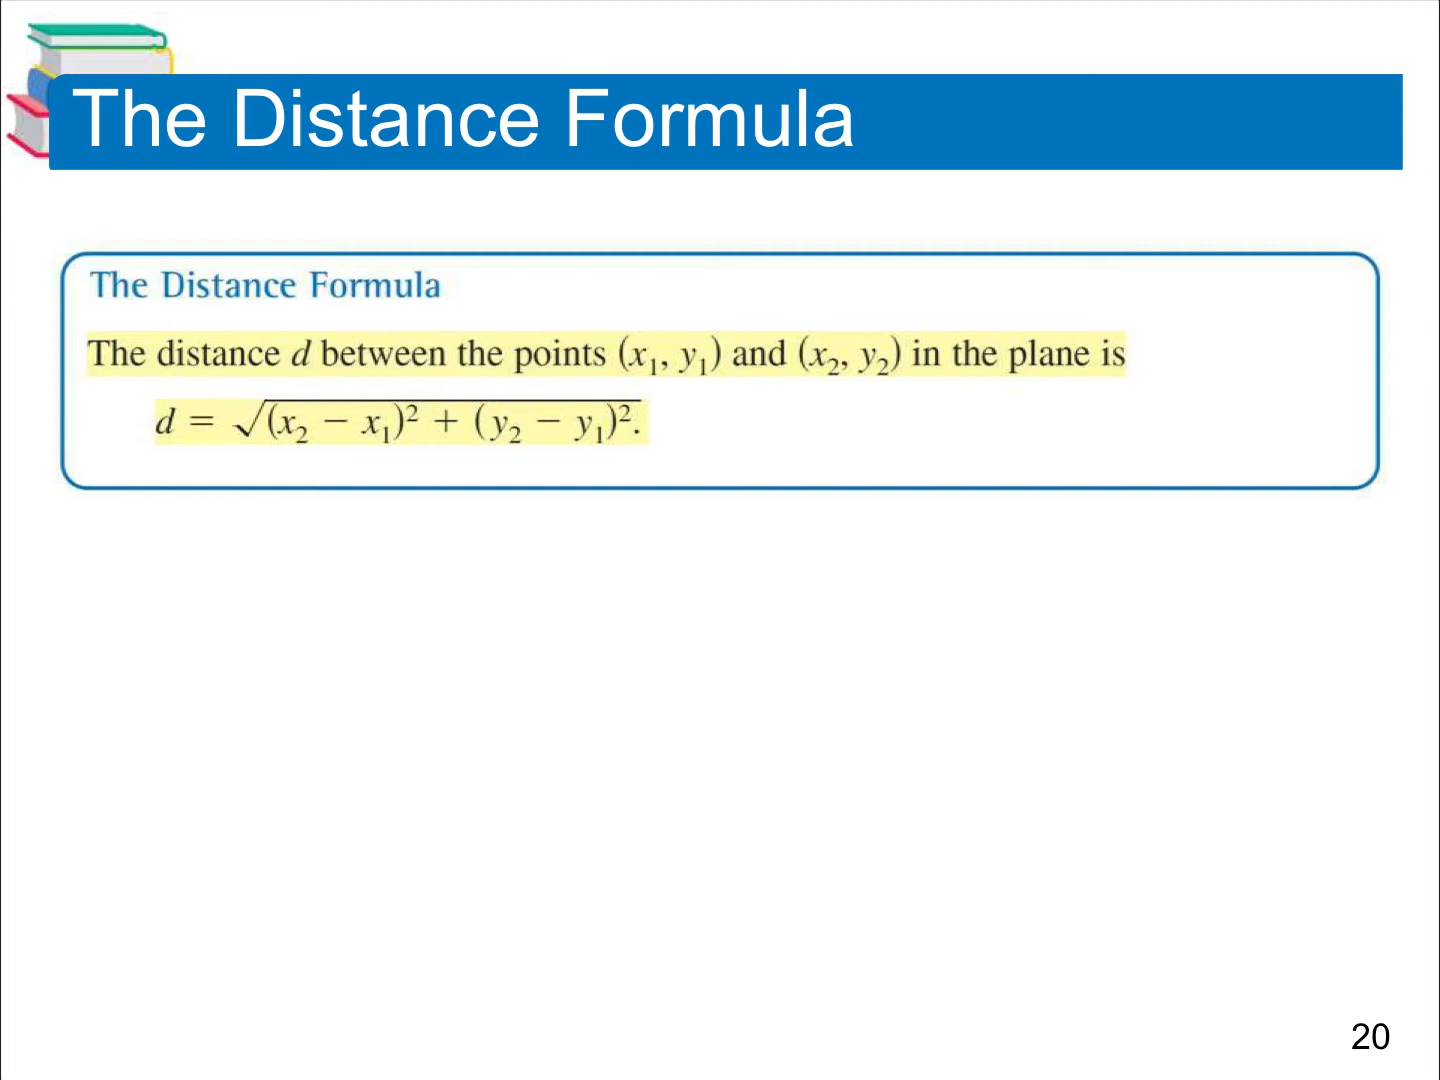 The Distance Formula
The Distance Formula
The distance d between the points (x₁, y₁) and (x₂, y₂) in the plane is
d = √(x₂ − x₁)² + (y₂ − y₁)².
20